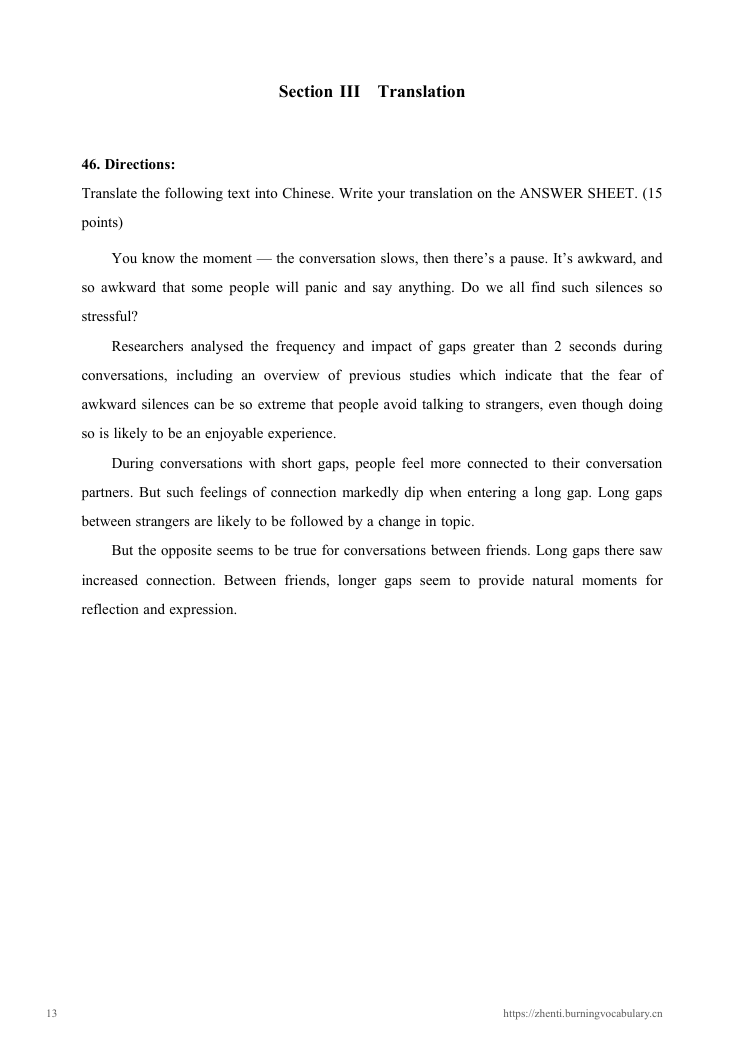 Section III Translation
46. Directions:
Translate the following text into Chinese. Write your translation on the ANSWER SHEET. (15
points)
You know the moment — the conversation slows, then there’s a pause. It’s awkward, and
so awkward that some people will panic and say anything. Do we all find such silences so
stressful?
Researchers analysed the frequency and impact of gaps greater than 2 seconds during
conversations, including an overview of previous studies which indicate that the fear of
awkward silences can be so extreme that people avoid talking to strangers, even though doing
so is likely to be an enjoyable experience.
During conversations with short gaps, people feel more connected to their conversation
partners. But such feelings of connection markedly dip when entering a long gap. Long gaps
between strangers are likely to be followed by a change in topic.
But the opposite seems to be true for conversations between friends. Long gaps there saw
increased connection. Between friends, longer gaps seem to provide natural moments for
reflection and expression.
13
https://zhenti.burningvocabulary.cn